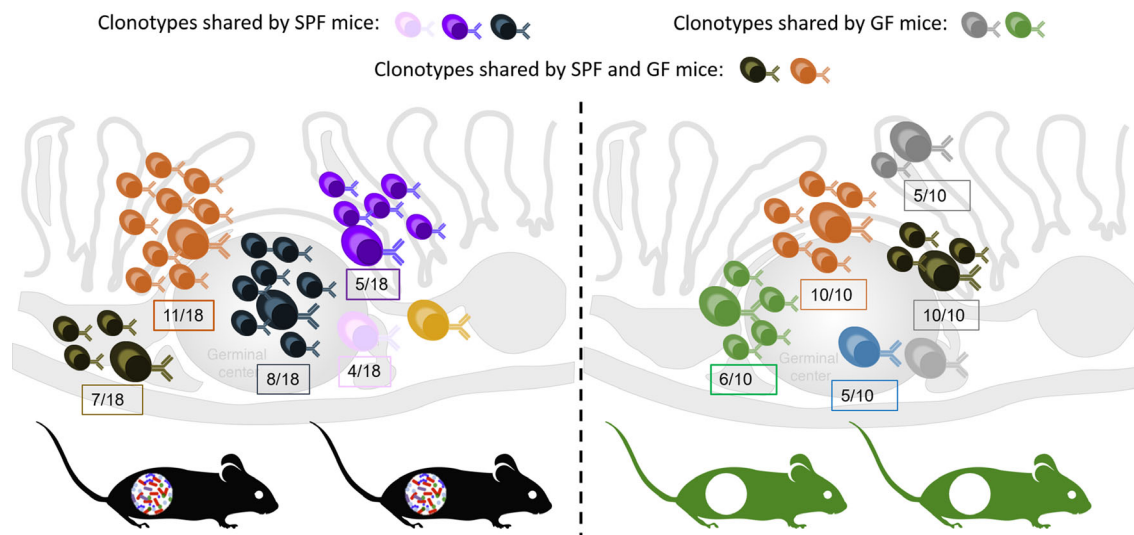 Clonotypes shared by SPF mice:
Clonotypes shared by GF mice:
Clonotypes shared by SPF and GF mice:
5/10
5/18
11/18
10/10
10/10
Germinal
center
8/18
4/18
7/18
Germinal
center
6/10
5/10